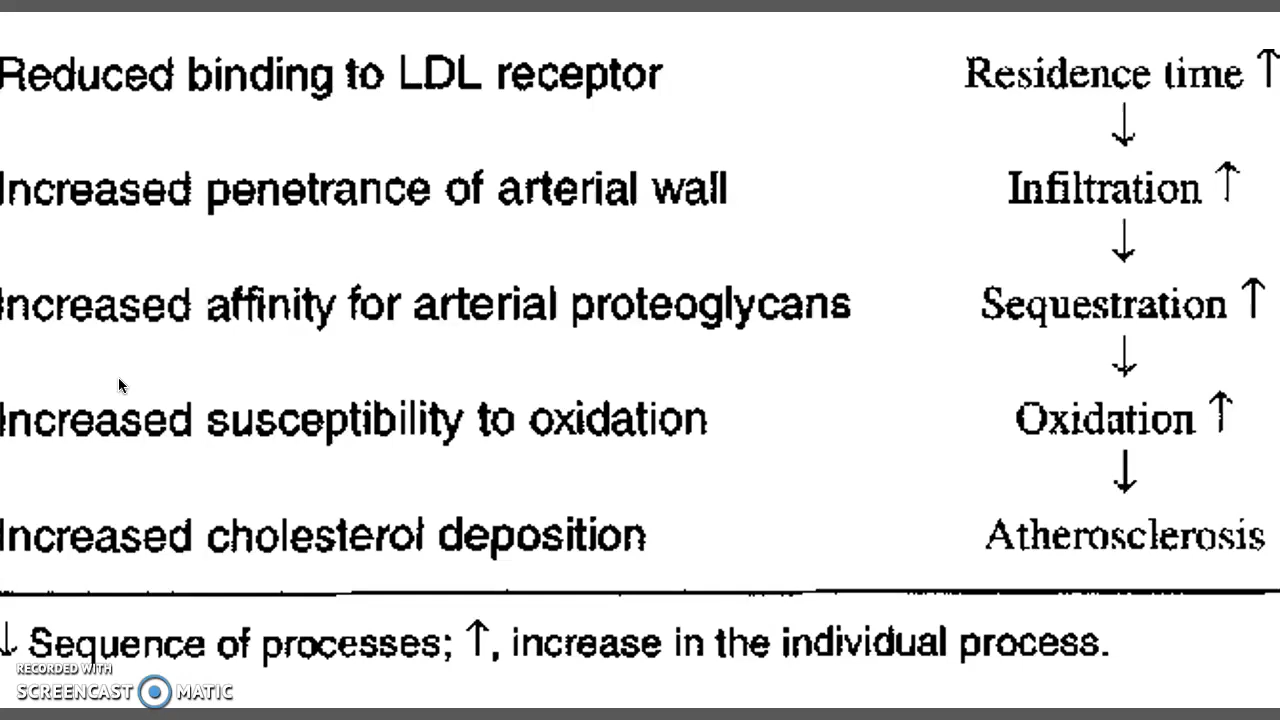 Reduced binding to LDL receptor Residence time ↑
↓
Increased penetrance of arterial wall Infiltration ↑
↓
Increased affinity for arterial proteoglycans Sequestration ↑
↓
Increased susceptibility to oxidation Oxidation ↑
↓
Increased cholesterol deposition Atherosclerosis
↓ Sequence of processes; ↑, increase in the individual process.
RECORDED WITH
SCREENCAST MATIC